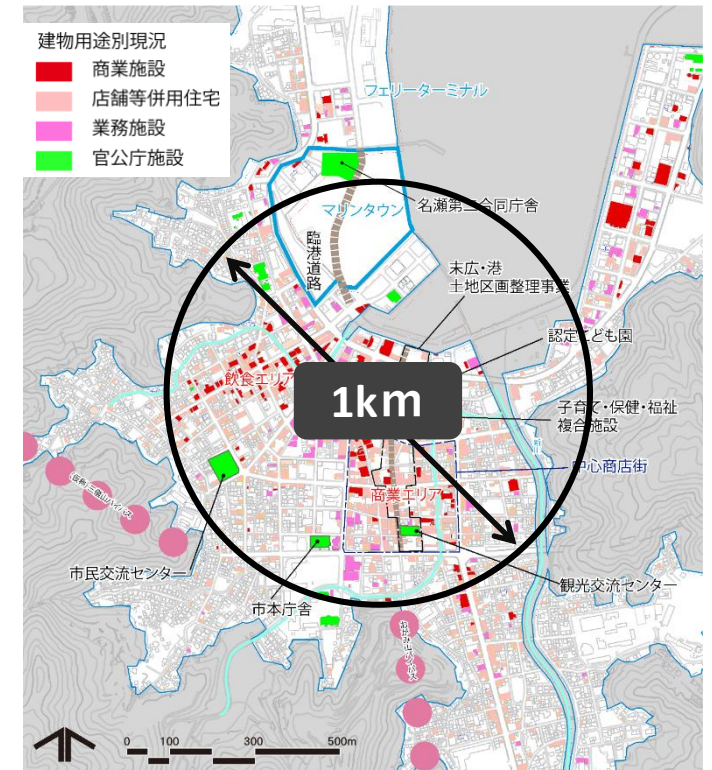 建物用途別現況
商業施設
店舗等併用住宅
業務施設
官公庁施設
フェリーターミナル
マリンタウン
名瀬第二合同庁舎
臨港道路
末広・港
土地区画整理事業
認定こども園
飲食エリア
1km
子育て・保健・福祉
複合施設
中心商店街
商業エリア
市民交流センター
市本庁舎
観光交流センター
0 100 300 500m